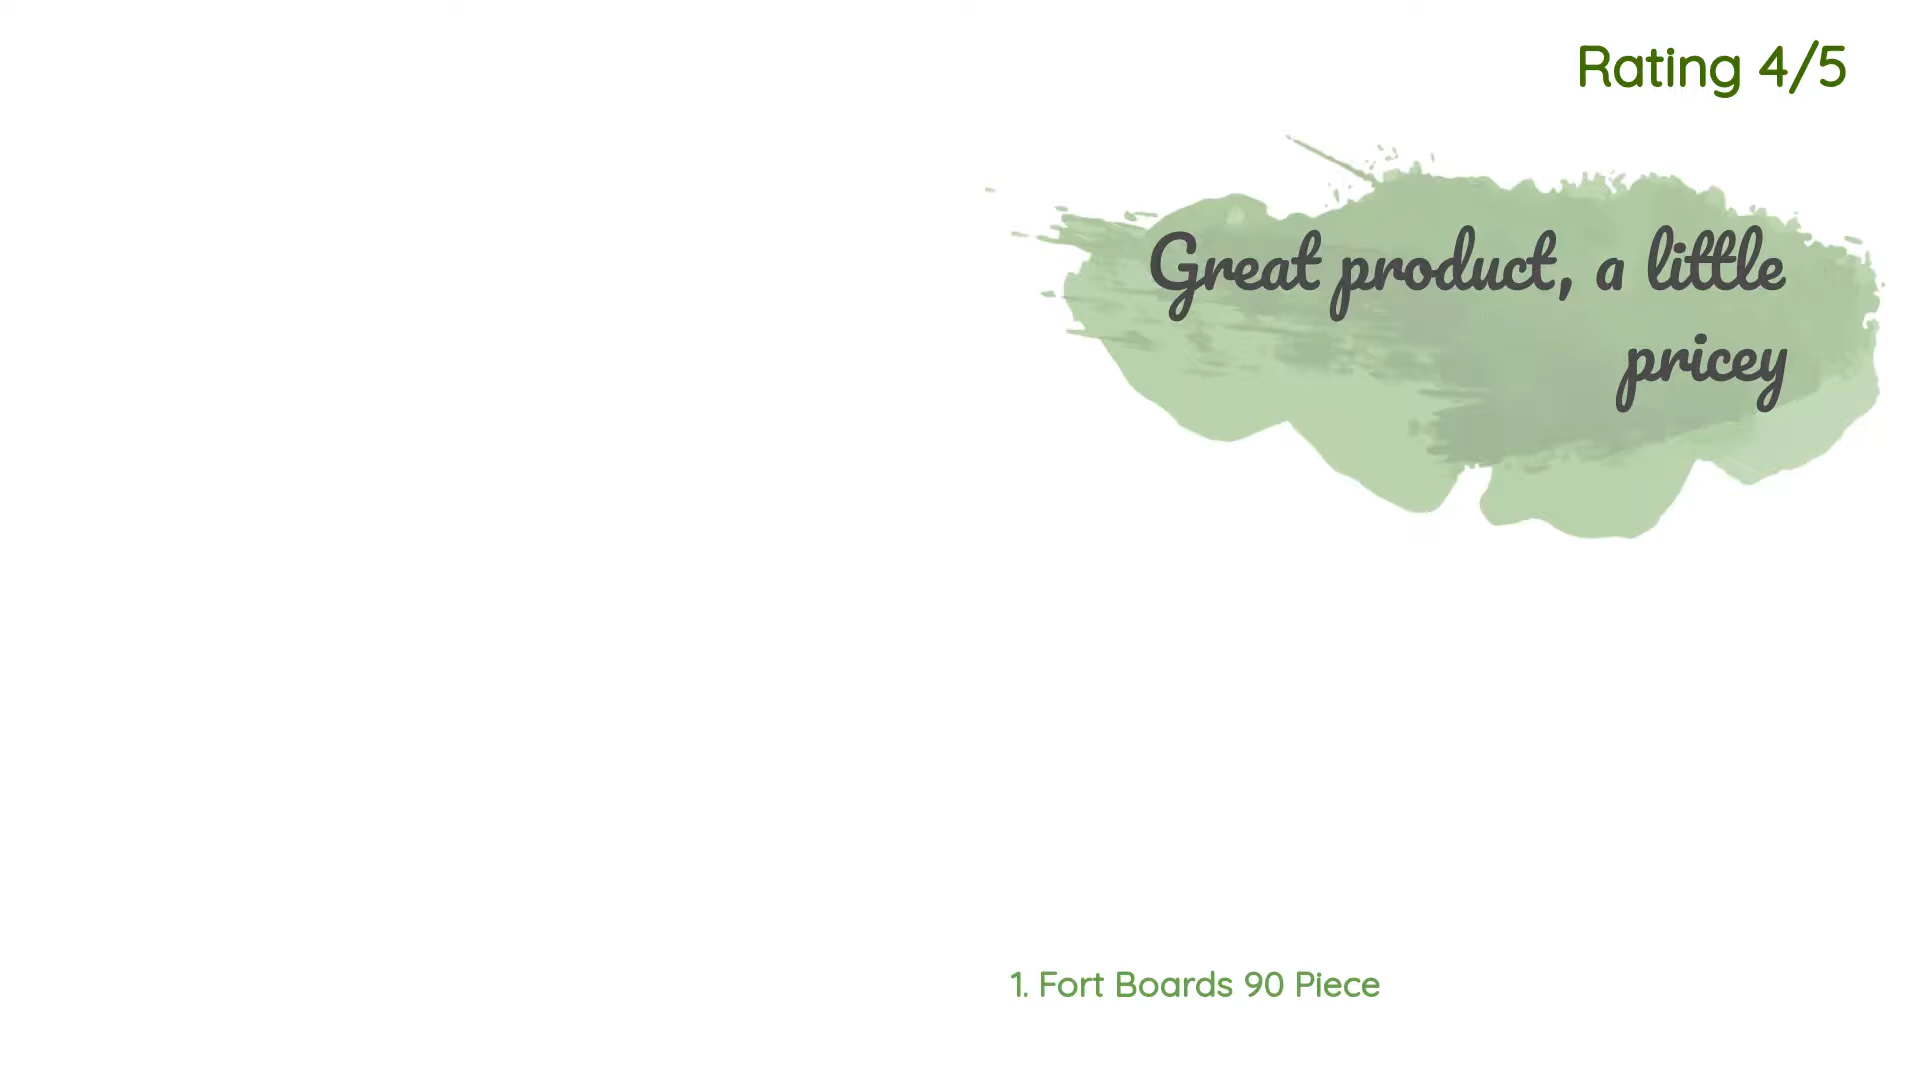 Rating 4/5
Great product, a little
pricey
1. Fort Boards 90 Piece